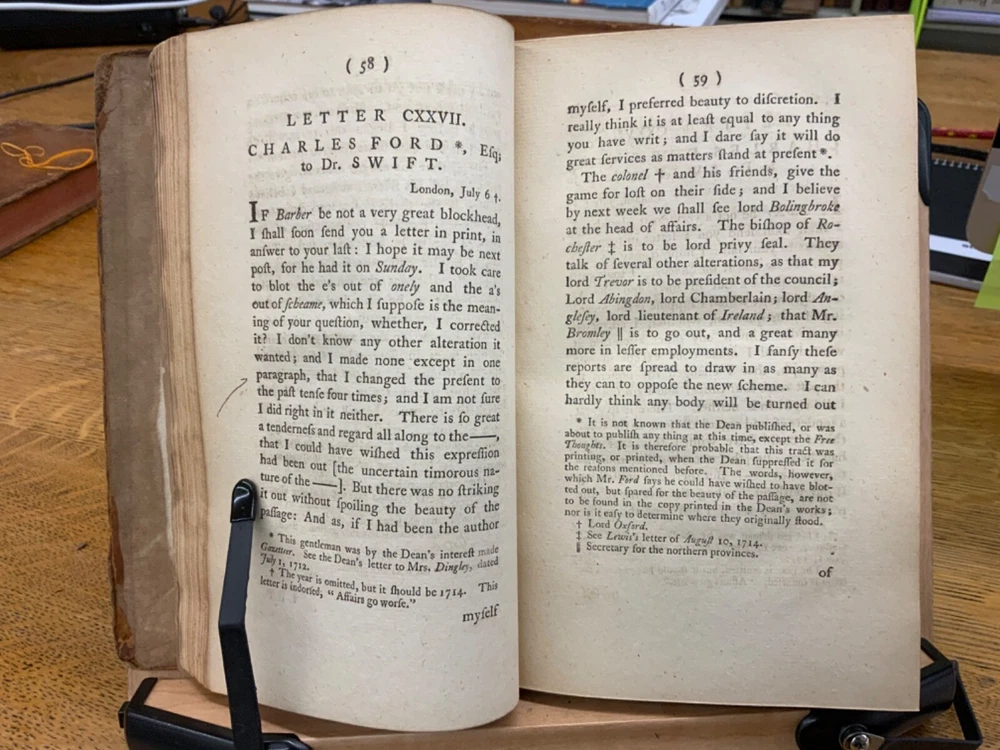 ( 58 )
LETTER CXXVII.
CHARLES FORD *, Eſq;
to Dr. SWIFT.
London, July 6 †.
IF Barber be not a very great blockhead,
I ſhall ſoon ſend you a letter in print, in
anſwer to your laſt: I hope it may be next
poſt, for he had it on Sunday. I took care
to blot the e's out of onely and the a's
out of ſcheame, which I ſuppoſe is the mean-
ing of your queſtion, whether, I corrected
it? I don't know any other alteration it
wanted; and I made none except in one
paragraph, that I changed the preſent to
the paſt tenſe four times; and I am not ſure
I did right in it neither. There is ſo great
a tenderneſs and regard all along to the——,
that I could have wiſhed this expreſſion
had been out [the uncertain timorous na-
ture of the ——]. But there was no ſtriking
it out without ſpoiling the beauty of the
paſſage: And as, if I had been the author
* This gentleman was by the Dean's intereſt made
Gazetteer. See the Dean's letter to Mrs. Dingley, dated
July 1, 1712.
† The year is omitted, but it ſhould be 1714. This
letter is indorſed, “ Affairs go worſe.”
myſelf
( 59 )
myſelf, I preferred beauty to diſcretion. I
really think it is at leaſt equal to any thing
you have writ; and I dare ſay it will do
great ſervices as matters ſtand at preſent*.
The colonel † and his friends, give the
game for loſt on their ſide; and I believe
by next week we ſhall ſee lord Bolingbroke
at the head of affairs. The biſhop of Ro-
cheſter ‡ is to be lord privy ſeal. They
talk of ſeveral other alterations, as that my
lord Trevor is to be preſident of the council;
Lord Abingdon, lord Chamberlain; lord An-
gleſey, lord lieutenant of Ireland; that Mr.
Bromley || is to go out, and a great many
more in leſſer employments. I fanſy theſe
reports are ſpread to draw in as many as
they can to oppoſe the new ſcheme. I can
hardly think any body will be turned out
* It is not known that the Dean publiſhed, or was
about to publiſh any thing at this time, except the Free
Thoughts. It is therefore probable that this tract was
printing, or printed, when the Dean ſuppreſſed it for
the reaſons mentioned before. The words, however,
which Mr. Ford ſays he could have wiſhed to have blot-
ted out, but ſpared for the beauty of the paſſage, are not
to be found in the copy printed in the Dean's works;
nor is it eaſy to determine where they originally ſtood.
† Lord Oxford.
‡ See Lewis's letter of Auguſt 10, 1714.
|| Secretary for the northern provinces.
of